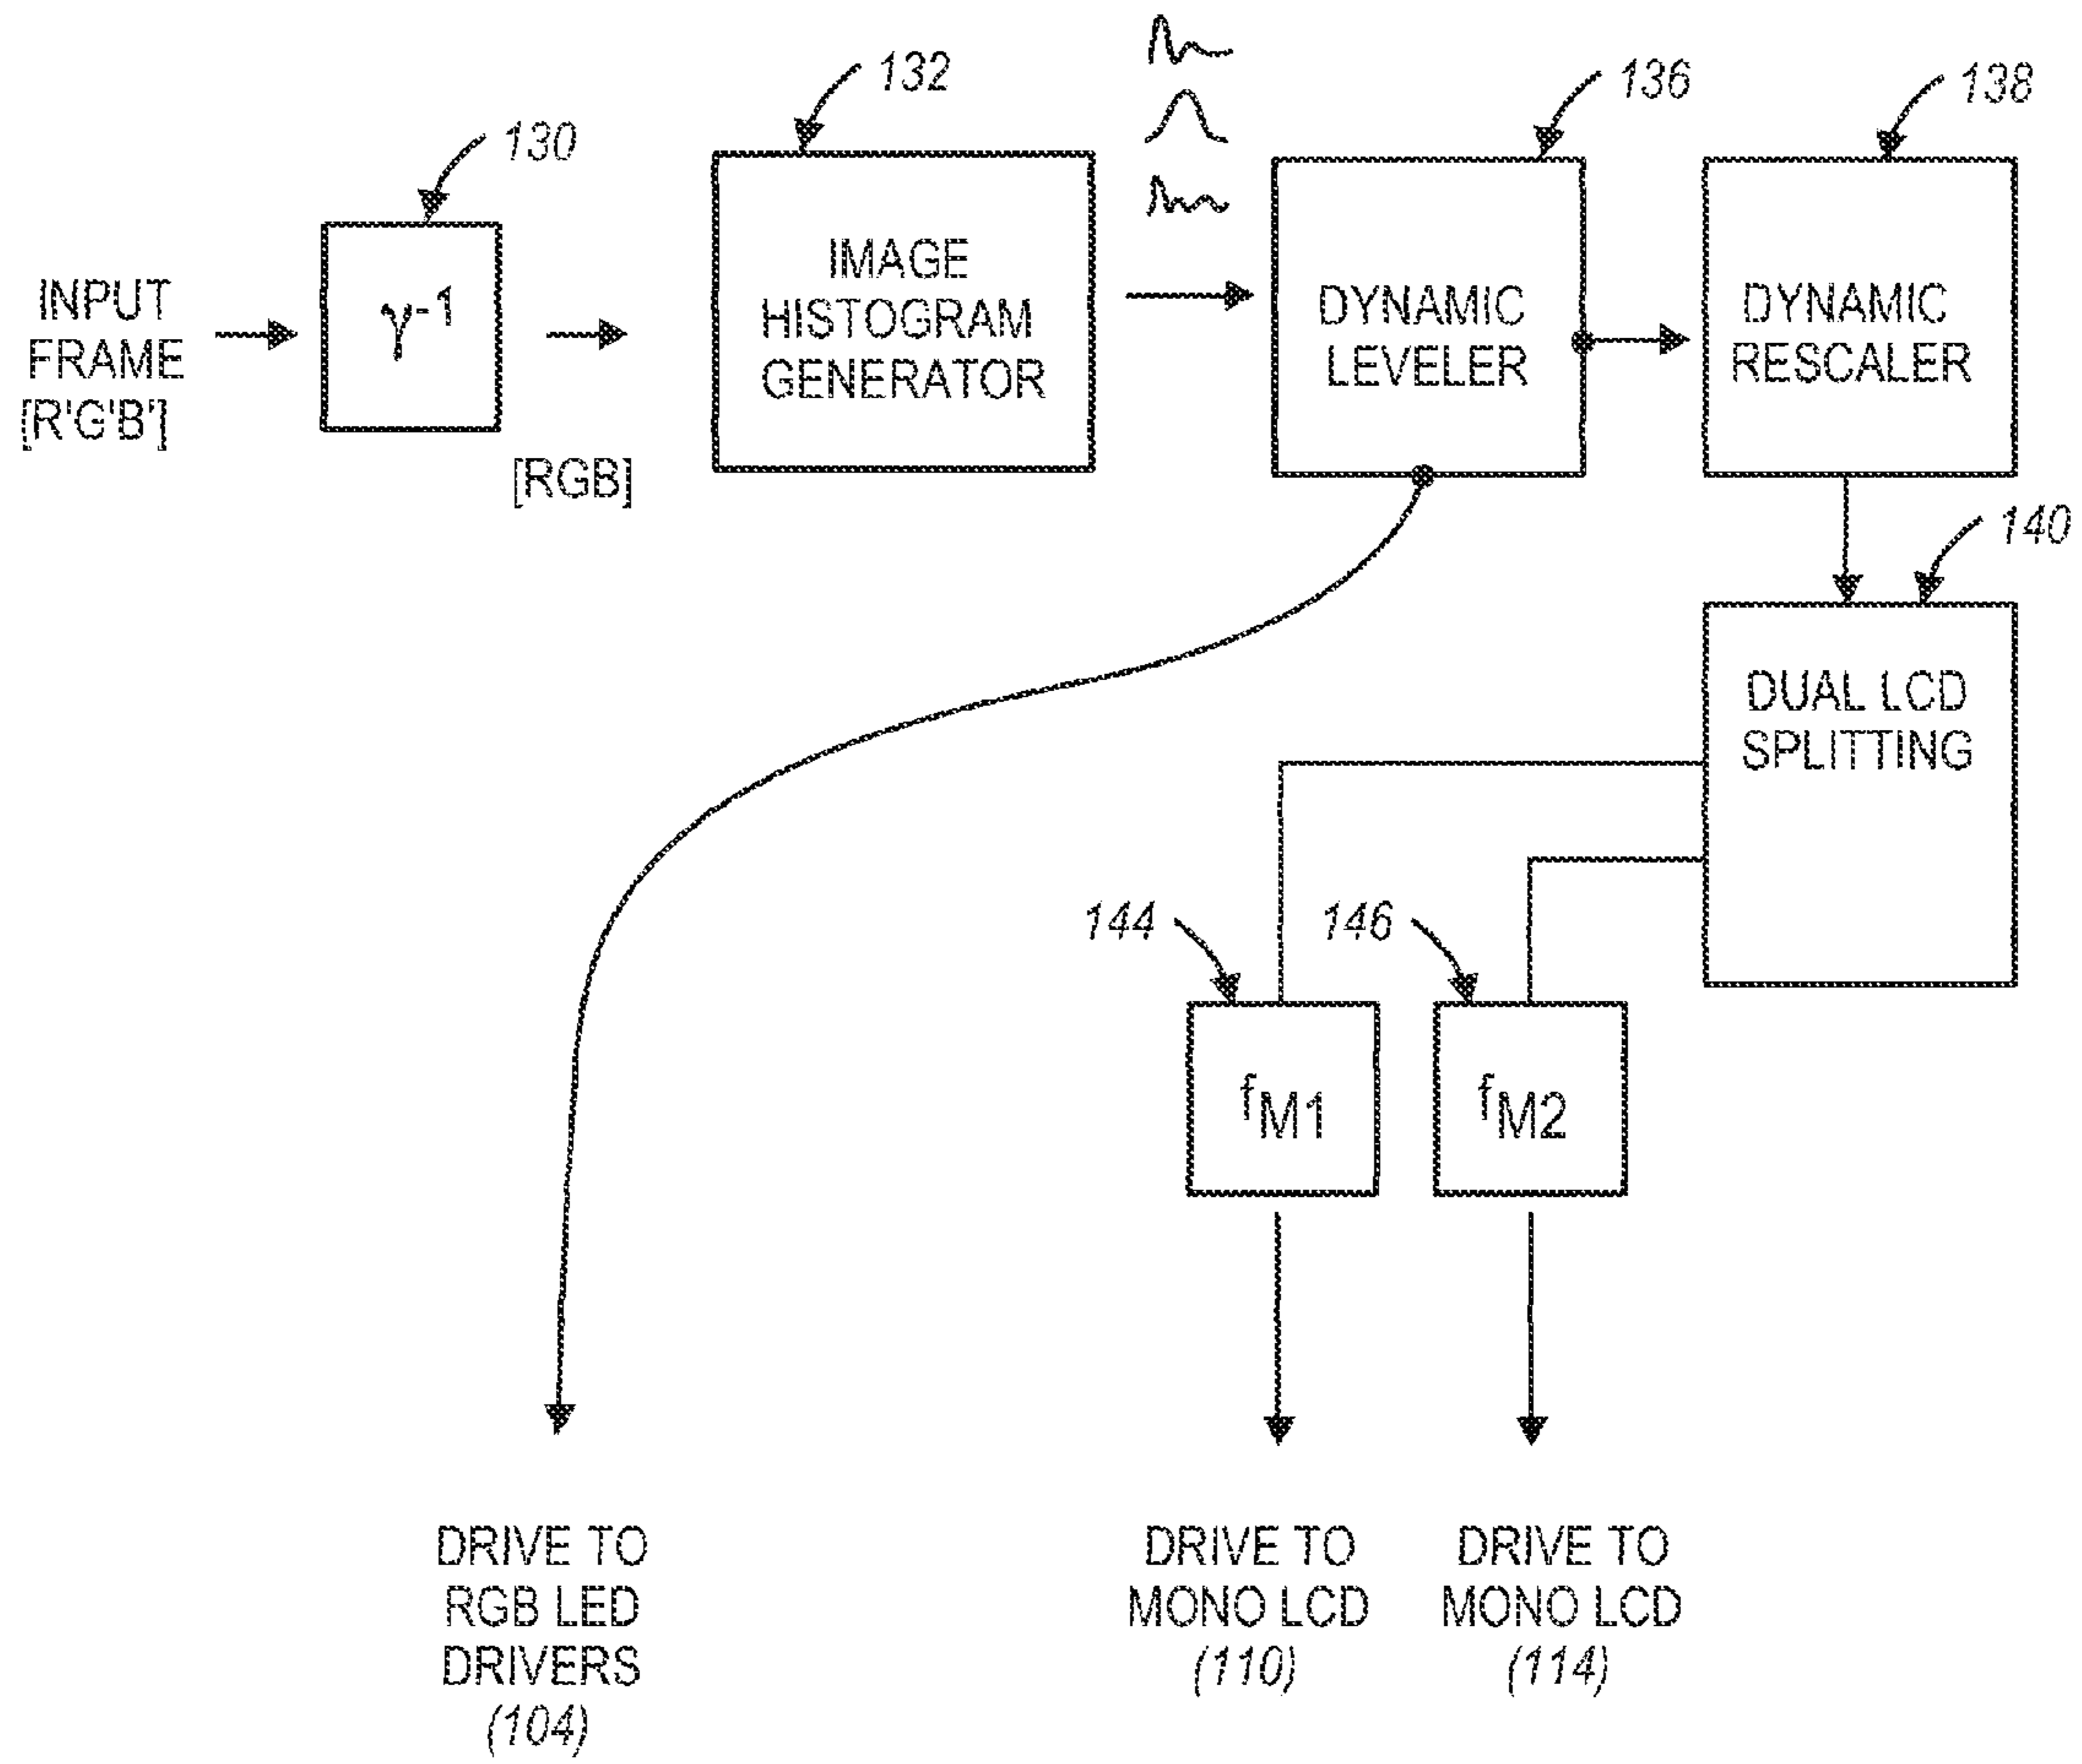 130
132
136
138
INPUT
FRAME
[R'G'B']
γ-1
[RGB]
IMAGE
HISTOGRAM
GENERATOR
DYNAMIC
LEVELER
DYNAMIC
RESCALER
140
DUAL LCD
SPLITTING
144
146
fM1
fM2
DRIVE TO
RGB LED
DRIVERS
(104)
DRIVE TO
MONO LCD
(110)
DRIVE TO
MONO LCD
(114)